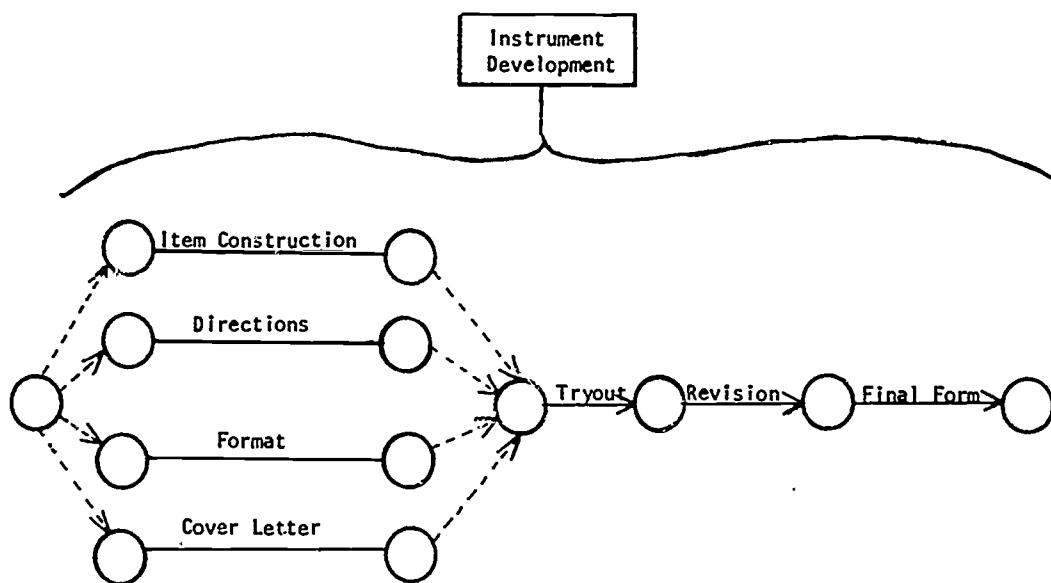 Instrument
Development
Item Construction
Directions
Tryout
Revision
Final Form
Format
Cover Letter